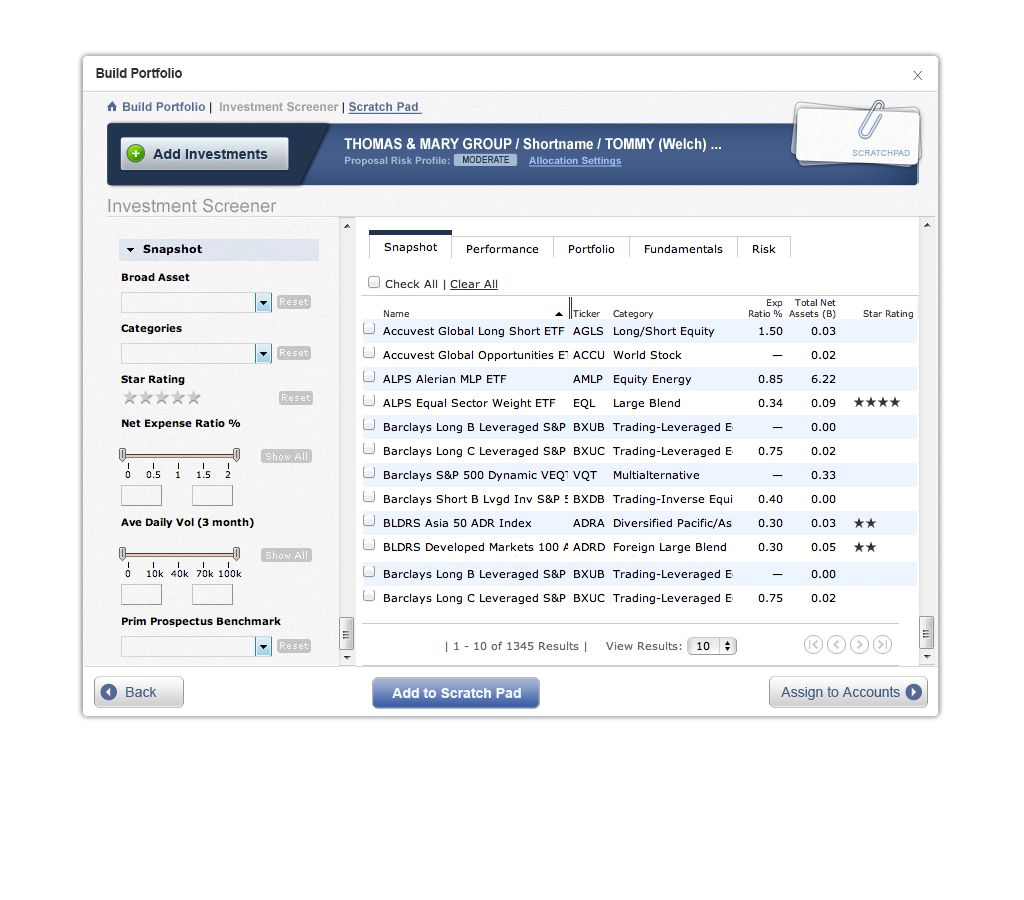 Build Portfolio
Build Portfolio | Investment Screener | Scratch Pad
Add Investments
THOMAS & MARY GROUP / Shortname / TOMMY (Welch) ...
Proposal Risk Profile: MODERATE Allocation Settings
SCRATCHPAD
Investment Screener
Snapshot
Broad Asset
Reset
Categories
Reset
Star Rating
Reset
Net Expense Ratio %
Show All
0 0.5 1 1.5 2
Ave Daily Vol (3 month)
Show All
0 10k 40k 70k 100k
Prim Prospectus Benchmark
Reset
Snapshot Performance Portfolio Fundamentals Risk
Check All | Clear All
Name Ticker Category Exp Ratio % Total Net Assets (B) Star Rating
Accuvest Global Long Short ETF AGLS Long/Short Equity 1.50 0.03
Accuvest Global Opportunities ET ACCU World Stock — 0.02
ALPS Alerian MLP ETF AMLP Equity Energy 0.85 6.22
ALPS Equal Sector Weight ETF EQL Large Blend 0.34 0.09 ★★★★
Barclays Long B Leveraged S&P BXUB Trading-Leveraged E — 0.00
Barclays Long C Leveraged S&P BXUC Trading-Leveraged E 0.75 0.02
Barclays S&P 500 Dynamic VEQT VQT Multialternative — 0.33
Barclays Short B Lvgd Inv S&P 5 BXDB Trading-Inverse Equi 0.40 0.00
BLDRS Asia 50 ADR Index ADRA Diversified Pacific/As 0.30 0.03 ★★
BLDRS Developed Markets 100 A ADRD Foreign Large Blend 0.30 0.05 ★★
Barclays Long B Leveraged S&P BXUB Trading-Leveraged E — 0.00
Barclays Long C Leveraged S&P BXUC Trading-Leveraged E 0.75 0.02
| 1 - 10 of 1345 Results | View Results: 10
Back
Add to Scratch Pad
Assign to Accounts